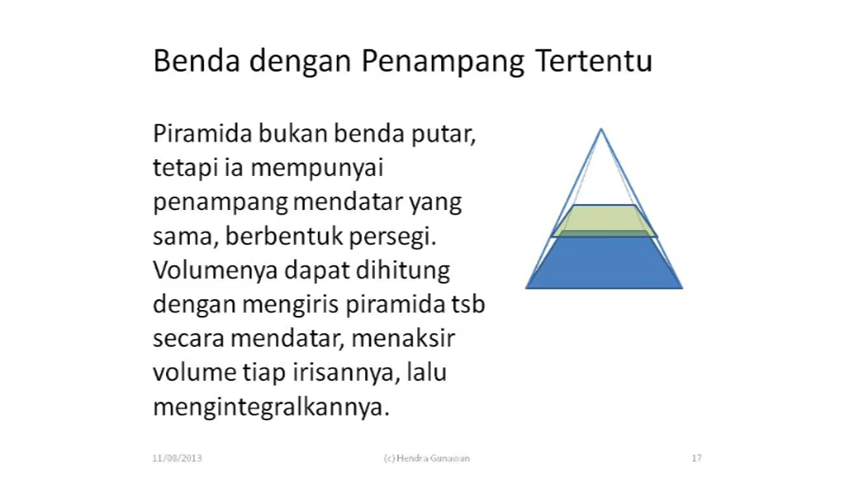 Benda dengan Penampang Tertentu
Piramida bukan benda putar,
tetapi ia mempunyai
penampang mendatar yang
sama, berbentuk persegi.
Volumenya dapat dihitung
dengan mengiris piramida tsb
secara mendatar, menaksir
volume tiap irisannya, lalu
mengintegralkannya.
11/08/2013
(c) Hendra Gunawan
17